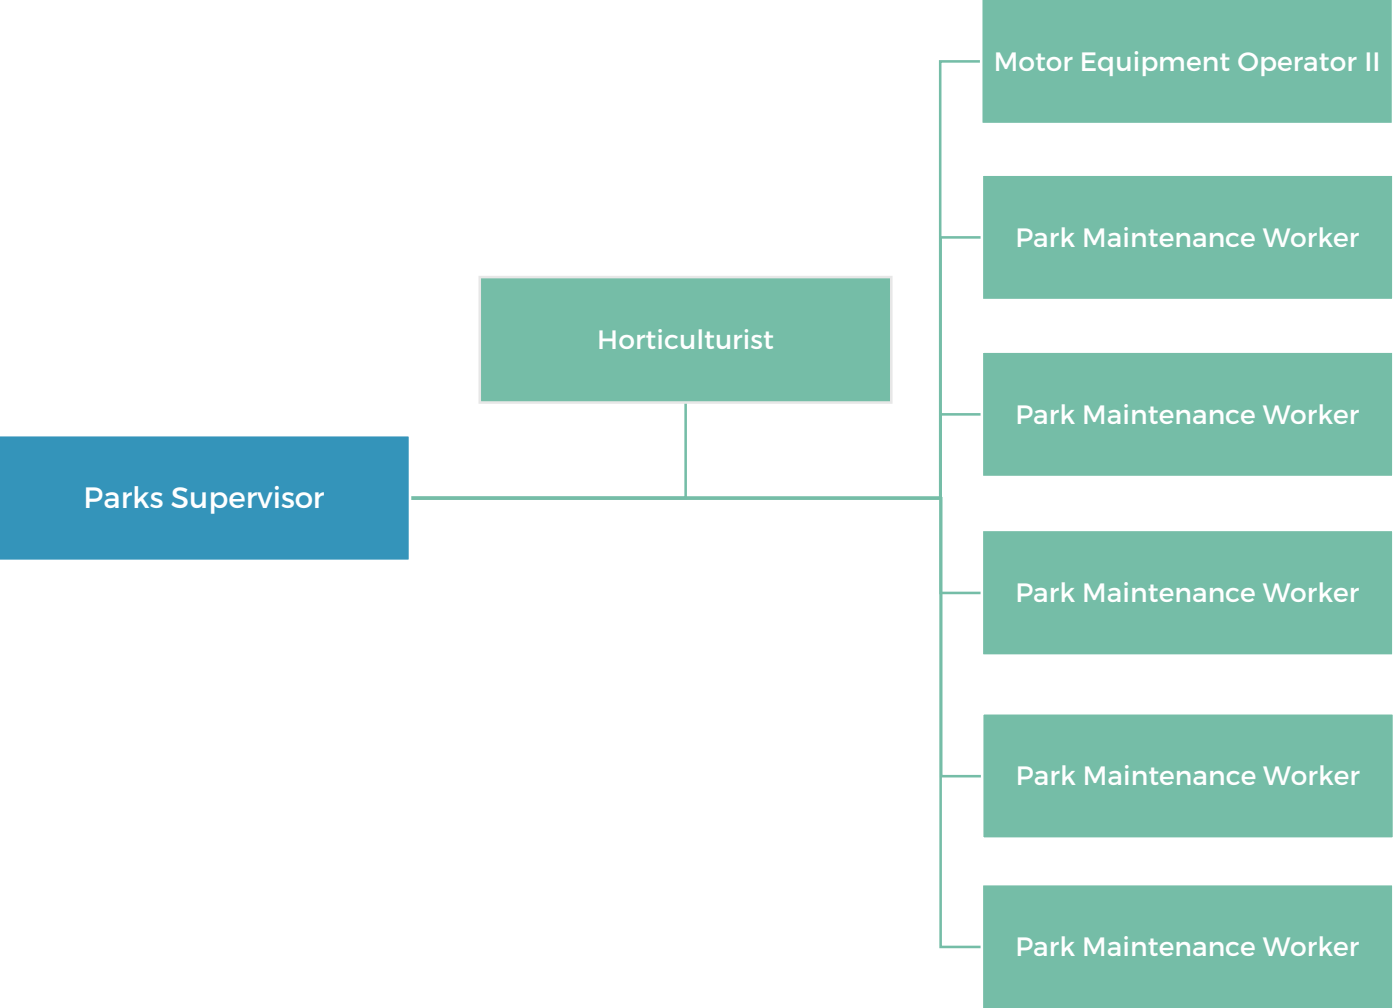 Motor Equipment Operator II
Park Maintenance Worker
Horticulturist
Park Maintenance Worker
Parks Supervisor
Park Maintenance Worker
Park Maintenance Worker
Park Maintenance Worker